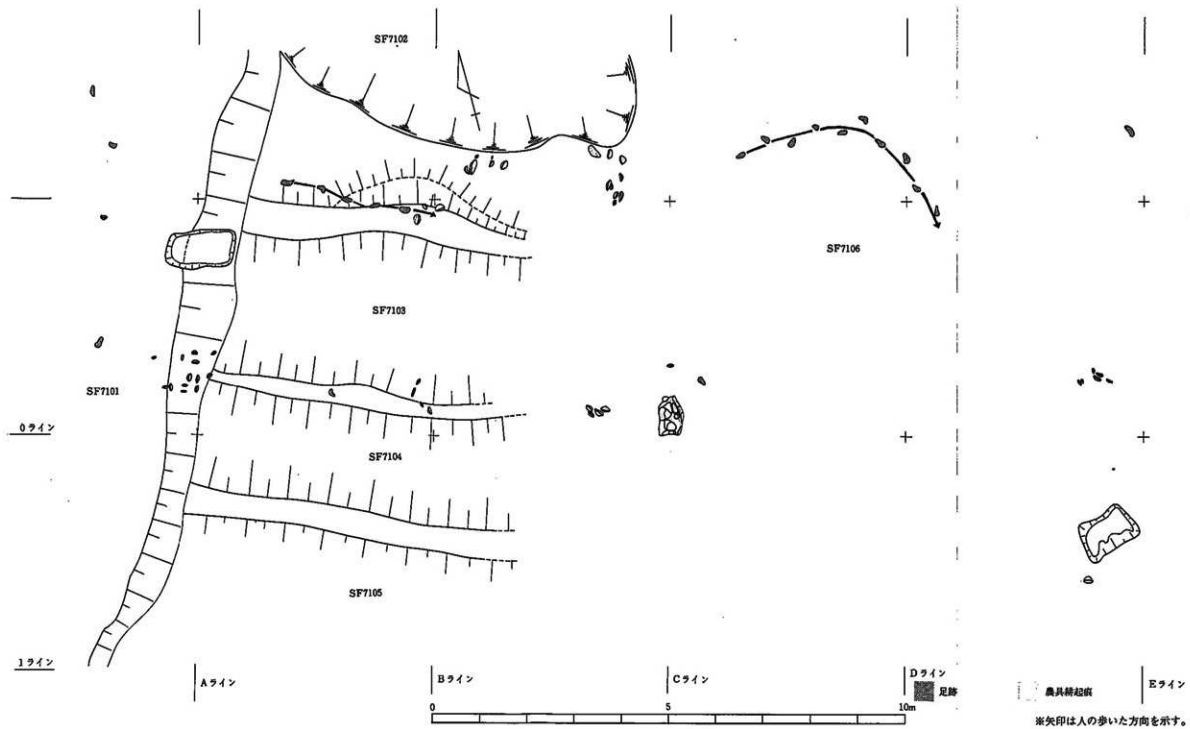 SF7102
SF7106
SF7103
SF7101
0ライン
SF7104
SF7105
1ライン
Aライン
Bライン
Cライン
Dライン
Eライン
足跡
農具耕起痕
0
5
10m
※矢印は人の歩いた方向を示す。